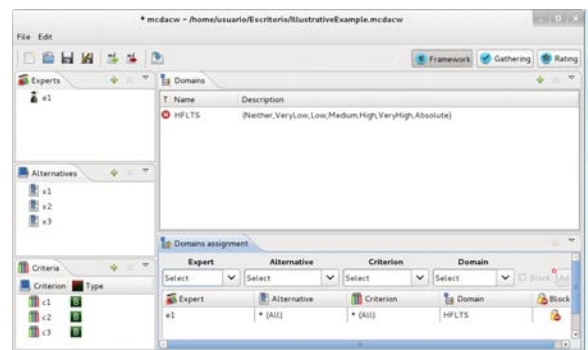 * mcdacw - /home/usuario/Escritorio/IllustrativeExample.mcdacw
File Edit
Framework Gathering Rating
Experts
e1
Alternatives
x1
x2
x3
Criteria
Criterion Type
c1 B
c2 B
c3 B
Domains
T Name Description
HFLTS {Neither,VeryLow,Low,Medium,High,VeryHigh,Absolute}
Domains assignment
Expert Alternative Criterion Domain
Select Select Select Select Block
Expert Alternative Criterion Domain Block
e1 * (All) * (All) HFLTS